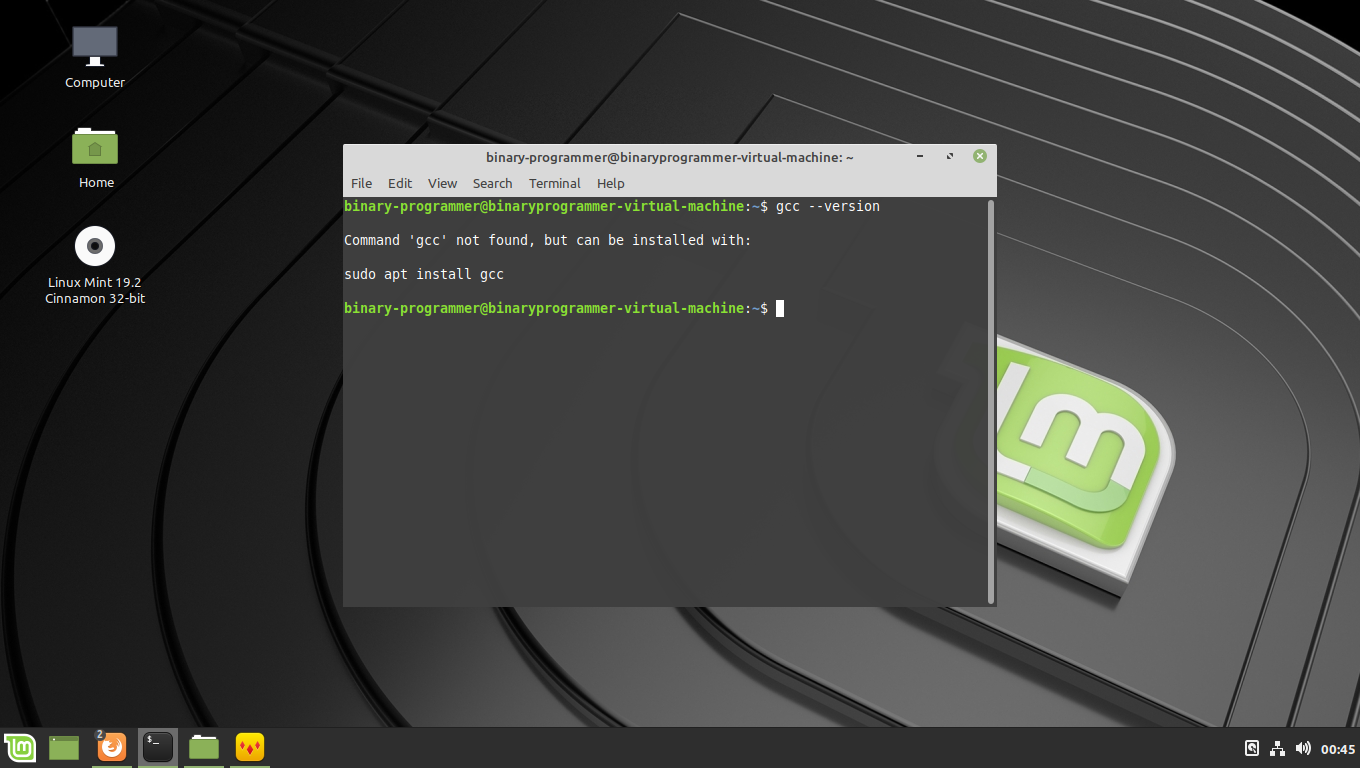 Computer
Home
Linux Mint 19.2
Cinnamon 32-bit
binary-programmer@binaryprogrammer-virtual-machine: ~
File Edit View Search Terminal Help
binary-programmer@binaryprogrammer-virtual-machine:~$ gcc --version
Command 'gcc' not found, but can be installed with:
sudo apt install gcc
binary-programmer@binaryprogrammer-virtual-machine:~$
lm
lm
2
$_
00:45